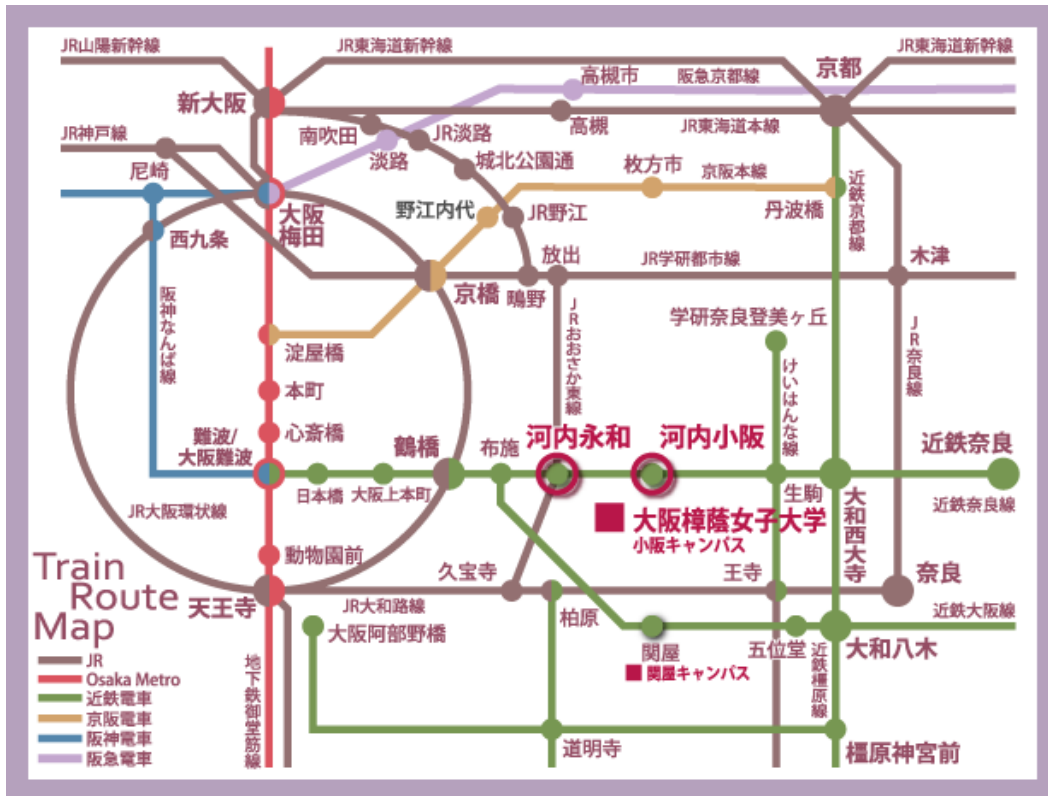 JR山陽新幹線
JR東海道新幹線
JR東海道新幹線
京都
高槻市
阪急京都線
新大阪
JR神戸線
南吹田
JR淡路
高槻
JR東海道本線
淡路
尼崎
城北公園通
枚方市
京阪本線
近鉄京都線
大阪
梅田
野江内代
JR野江
丹波橋
西九条
放出
JR学研都市線
木津
京橋
鴫野
阪神なんば線
JRおおさか東線
学研奈良登美ヶ丘
JR奈良線
淀屋橋
けいはんな線
本町
心斎橋
難波/
大阪難波
鶴橋
布施
河内永和
河内小阪
近鉄奈良
日本橋
大阪上本町
生駒
大和西大寺
近鉄奈良線
JR大阪環状線
大阪樟蔭女子大学
小阪キャンパス
動物園前
久宝寺
王寺
奈良
天王寺
JR大和路線
柏原
近鉄大阪線
大阪阿部野橋
関屋
五位堂
大和八木
関屋キャンパス
近鉄橿原線
地下鉄御堂筋線
道明寺
橿原神宮前
Train
Route
Map
JR
Osaka Metro
近鉄電車
京阪電車
阪神電車
阪急電車